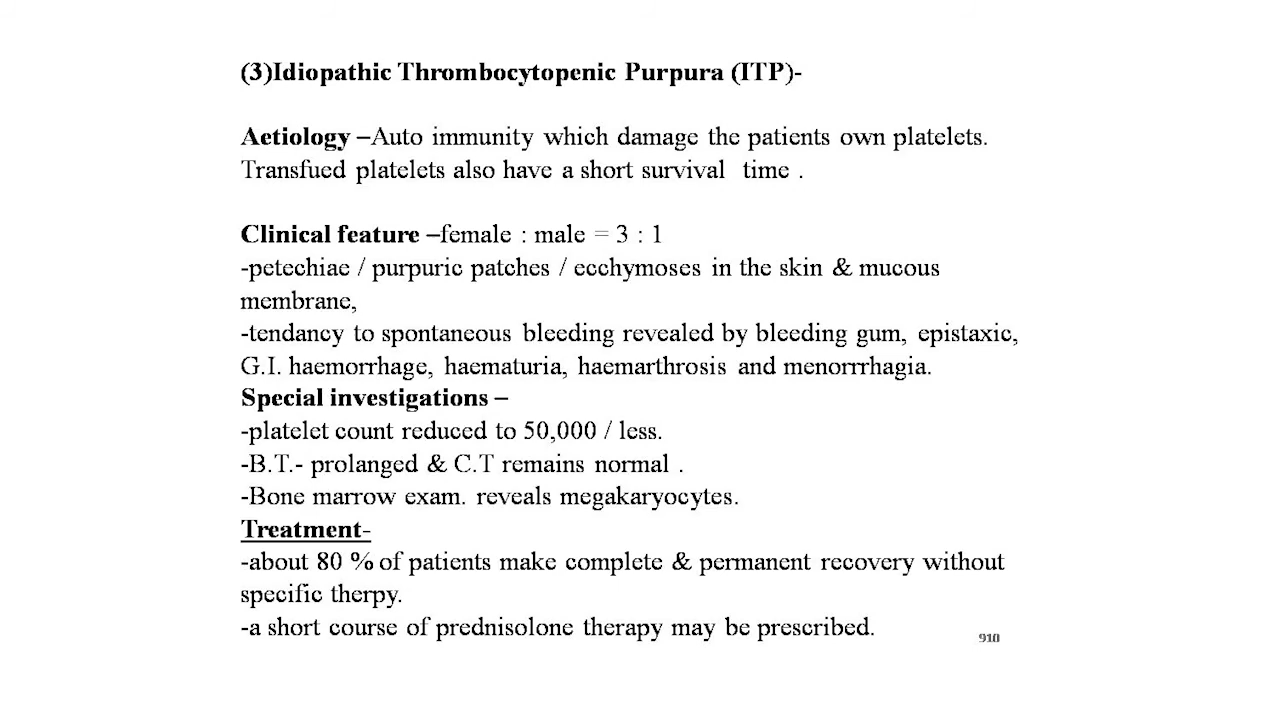 (3)Idiopathic Thrombocytopenic Purpura (ITP)-
Aetiology –Auto immunity which damage the patients own platelets.
Transfued platelets also have a short survival time .
Clinical feature –female : male = 3 : 1
-petechiae / purpuric patches / ecchymoses in the skin & mucous
membrane,
-tendancy to spontaneous bleeding revealed by bleeding gum, epistaxic,
G.I. haemorrhage, haematuria, haemarthrosis and menorrrhagia.
Special investigations –
-platelet count reduced to 50,000 / less.
-B.T.- prolanged & C.T remains normal .
-Bone marrow exam. reveals megakaryocytes.
Treatment-
-about 80 % of patients make complete & permanent recovery without
specific therpy.
-a short course of prednisolone therapy may be prescribed.
910